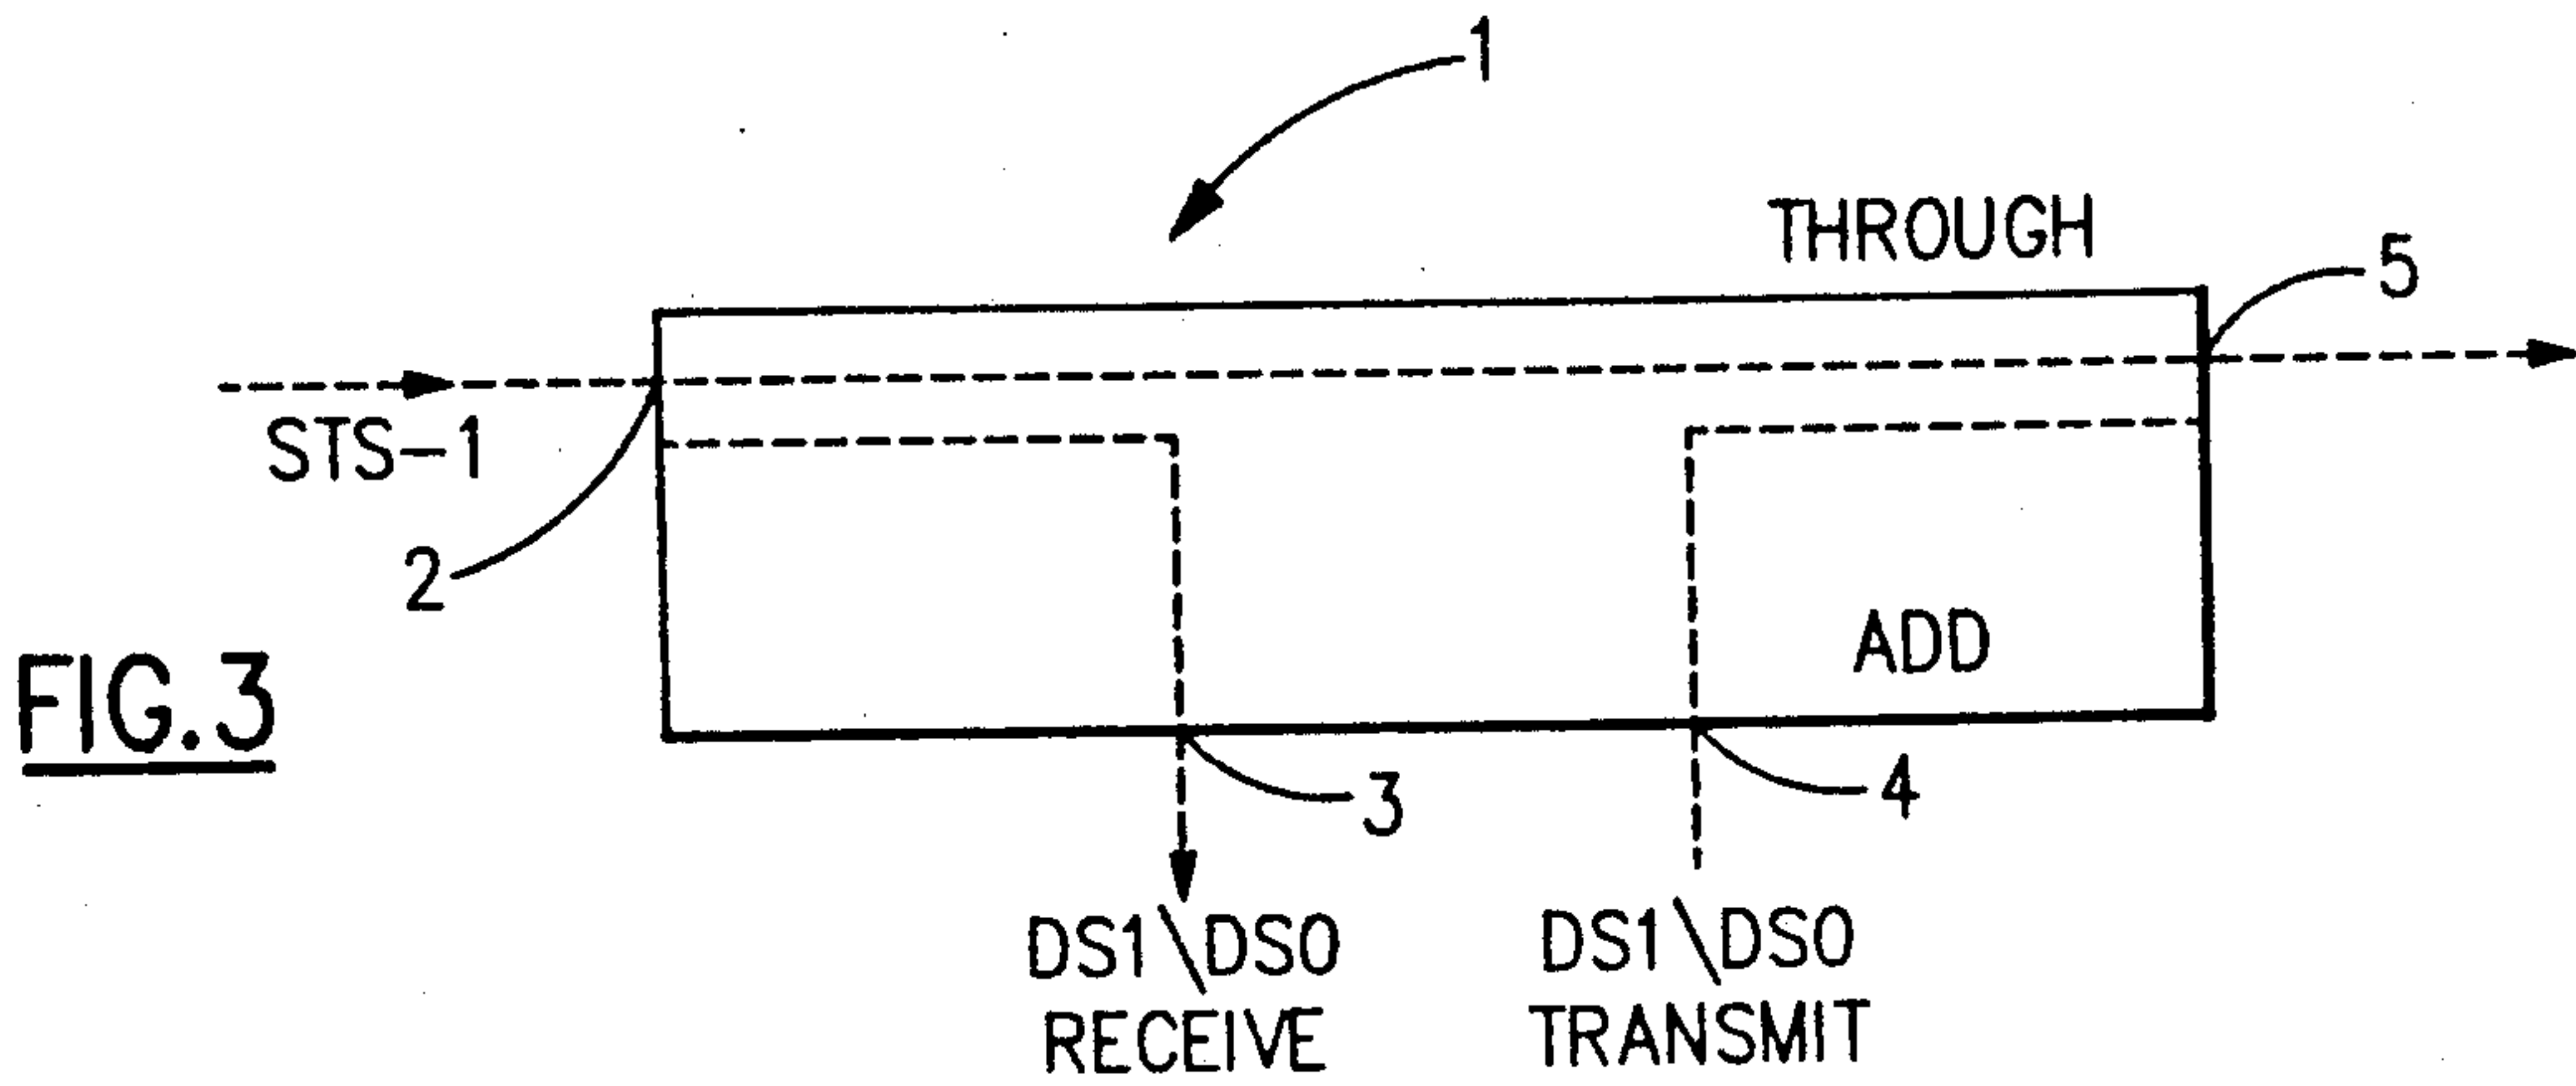 1
THROUGH
5
STS-1
2
ADD
FIG.3
3
4
DS1\DS0
RECEIVE
DS1\DS0
TRANSMIT